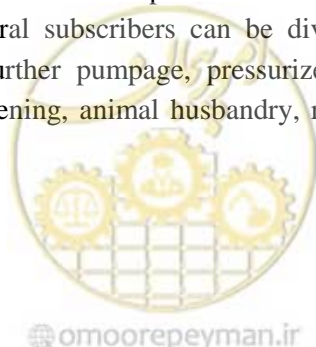 ral subscribers can be div
urther pumpage, pressurize
ening, animal husbandry, r
omoorepeyman.ir